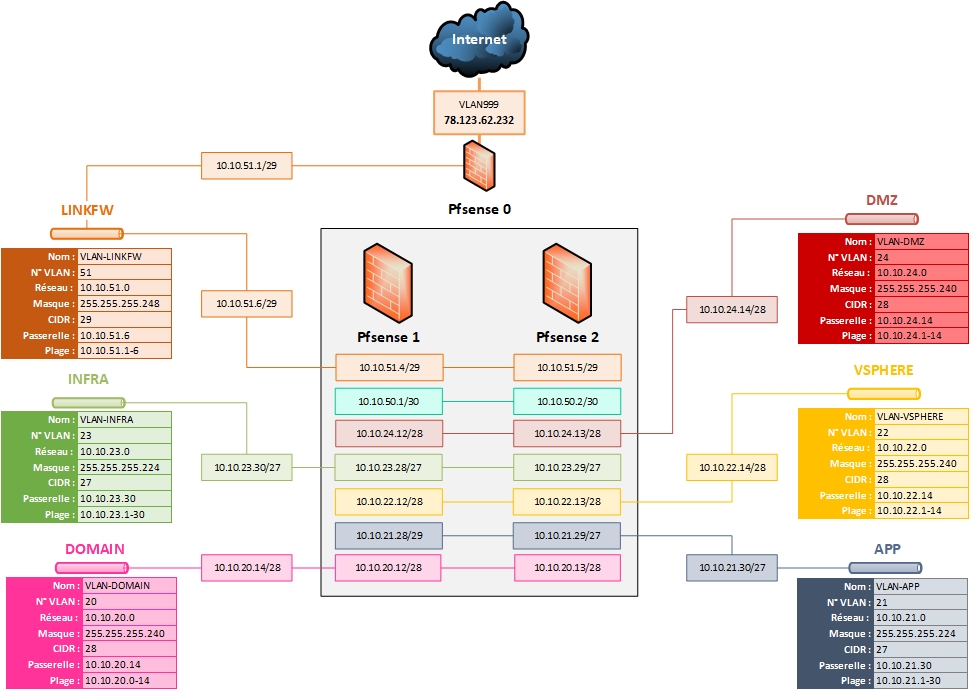 Internet
VLAN999
78.123.62.232
10.10.51.1/29
Pfsense 0
LINKFW
Nom : VLAN-LINKFW
N° VLAN : 51
Réseau : 10.10.51.0
Masque : 255.255.255.248
CIDR : 29
Passerelle : 10.10.51.6
Plage : 10.10.51.1-6
10.10.51.6/29
INFRA
Nom : VLAN-INFRA
N° VLAN : 23
Réseau : 10.10.23.0
Masque : 255.255.255.224
CIDR : 27
Passerelle : 10.10.23.30
Plage : 10.10.23.1-30
10.10.23.30/27
DOMAIN
Nom : VLAN-DOMAIN
N° VLAN : 20
Réseau : 10.10.20.0
Masque : 255.255.255.240
CIDR : 28
Passerelle : 10.10.20.14
Plage : 10.10.20.0-14
10.10.20.14/28
Pfsense 1 Pfsense 2
10.10.51.4/29 10.10.51.5/29
10.10.50.1/30 10.10.50.2/30
10.10.24.12/28 10.10.24.13/28
10.10.23.28/27 10.10.23.29/27
10.10.22.12/28 10.10.22.13/28
10.10.21.28/29 10.10.21.29/27
10.10.20.12/28 10.10.20.13/28
DMZ
Nom : VLAN-DMZ
N° VLAN : 24
Réseau : 10.10.24.0
Masque : 255.255.255.240
CIDR : 28
Passerelle : 10.10.24.14
Plage : 10.10.24.1-14
10.10.24.14/28
VSPHERE
Nom : VLAN-VSPHERE
N° VLAN : 22
Réseau : 10.10.22.0
Masque : 255.255.255.240
CIDR : 28
Passerelle : 10.10.22.14
Plage : 10.10.22.1-14
10.10.22.14/28
APP
Nom : VLAN-APP
N° VLAN : 21
Réseau : 10.10.21.0
Masque : 255.255.255.224
CIDR : 27
Passerelle : 10.10.21.30
Plage : 10.10.21.1-30
10.10.21.30/27